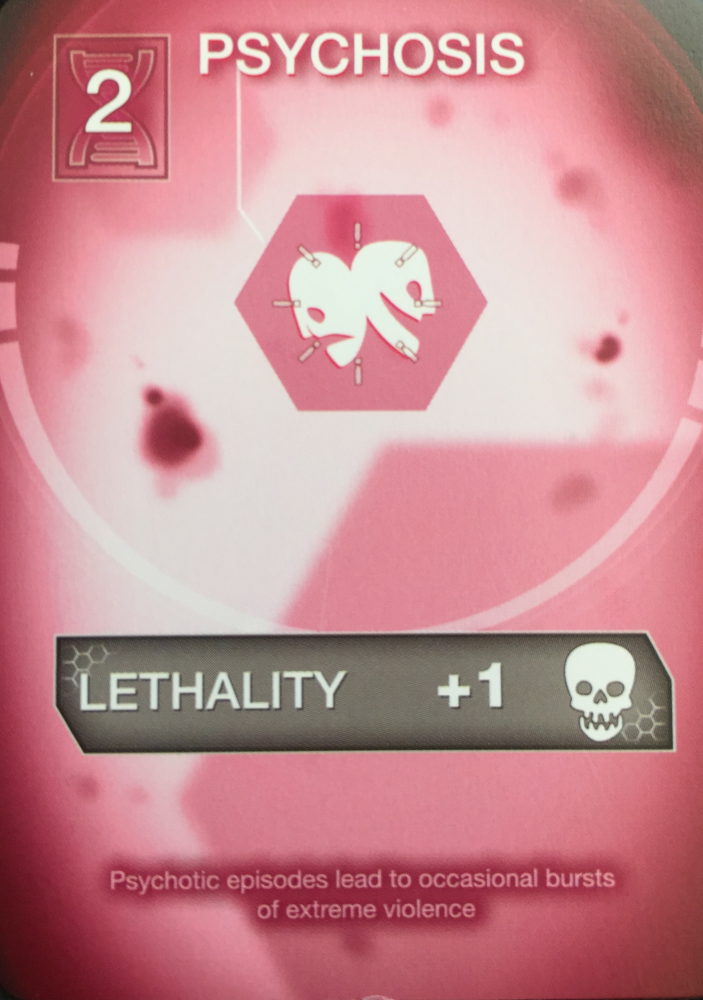 PSYCHOSIS
2
LETHALITY +1
Psychotic episodes lead to occasional bursts
of extreme violence